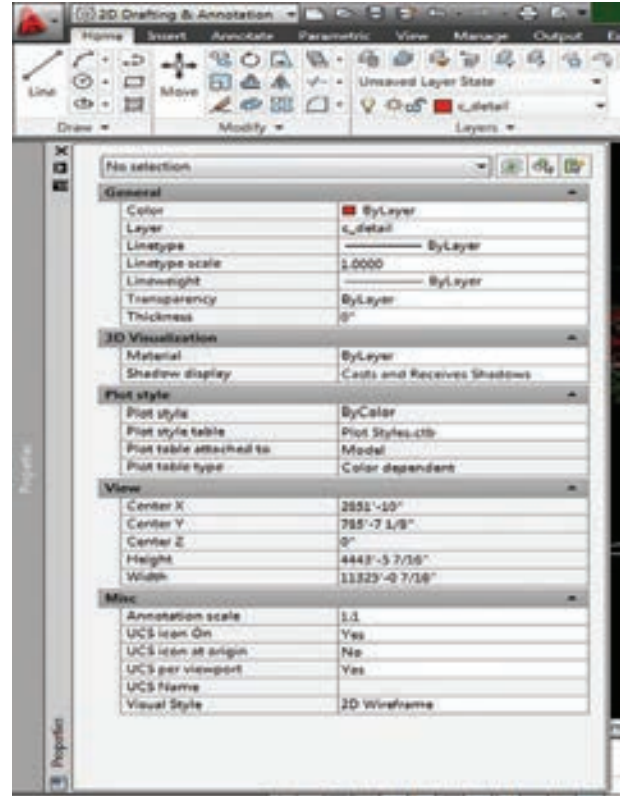 2D Drafting & Annotation
Home Insert Annotate Parametric View Manage Output
Line Move Unsaved Layer State
c_detail
Draw Modify Layers
No selection
General
Color ByLayer
Layer c_detail
Linetype ByLayer
Linetype scale 1.0000
Lineweight ByLayer
Transparency ByLayer
Thickness 0"
3D Visualization
Material ByLayer
Shadow display Casts and Receives Shadows
Plot style
Plot style ByColor
Plot style table Plot Styles.ctb
Plot table attached to Model
Plot table type Color dependent
View
Center X 2851'-10"
Center Y 785'-7 1/8"
Center Z 0"
Height 4443'-5 7/16"
Width 11323'-0 7/16"
Misc
Annotation scale 1:1
UCS icon On Yes
UCS icon at origin No
UCS per viewport Yes
UCS Name
Visual Style 2D Wireframe
Properties
Properties